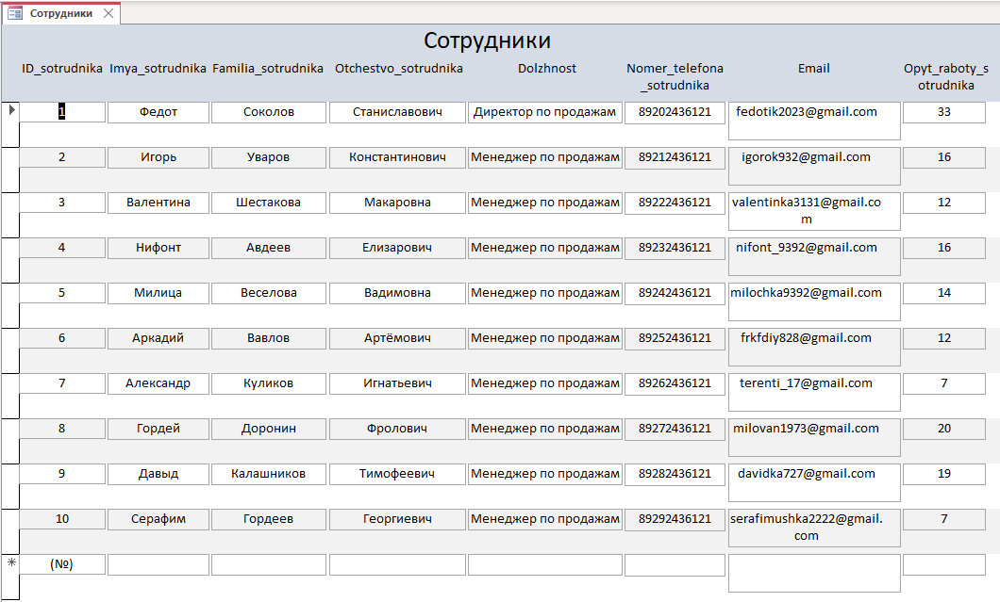 Сотрудники
Сотрудники
ID_sotrudnika Imya_sotrudnika Familia_sotrudnika Otchestvo_sotrudnika Dolzhnost Nomer_telefona Email Opyt_raboty_s
_sotrudnika otrudnika
1 Федот Соколов Станиславович Директор по продажам 89202436121 fedotik2023@gmail.com 33
2 Игорь Уваров Константинович Менеджер по продажам 89212436121 igorok932@gmail.com 16
3 Валентина Шестакова Макаровна Менеджер по продажам 89222436121 valentinka3131@gmail.co 12
m
4 Нифонт Авдеев Елизарович Менеджер по продажам 89232436121 nifont_9392@gmail.com 16
5 Милица Веселова Вадимовна Менеджер по продажам 89242436121 milochka9392@gmail.com 14
6 Аркадий Вавлов Артёмович Менеджер по продажам 89252436121 frkfdiy828@gmail.com 12
7 Александр Куликов Игнатьевич Менеджер по продажам 89262436121 terenti_17@gmail.com 7
8 Гордей Доронин Фролович Менеджер по продажам 89272436121 milovan1973@gmail.com 20
9 Давыд Калашников Тимофеевич Менеджер по продажам 89282436121 davidka727@gmail.com 19
10 Серафим Гордеев Георгиевич Менеджер по продажам 89292436121 serafimushka2222@gmail. 7
com
(№)